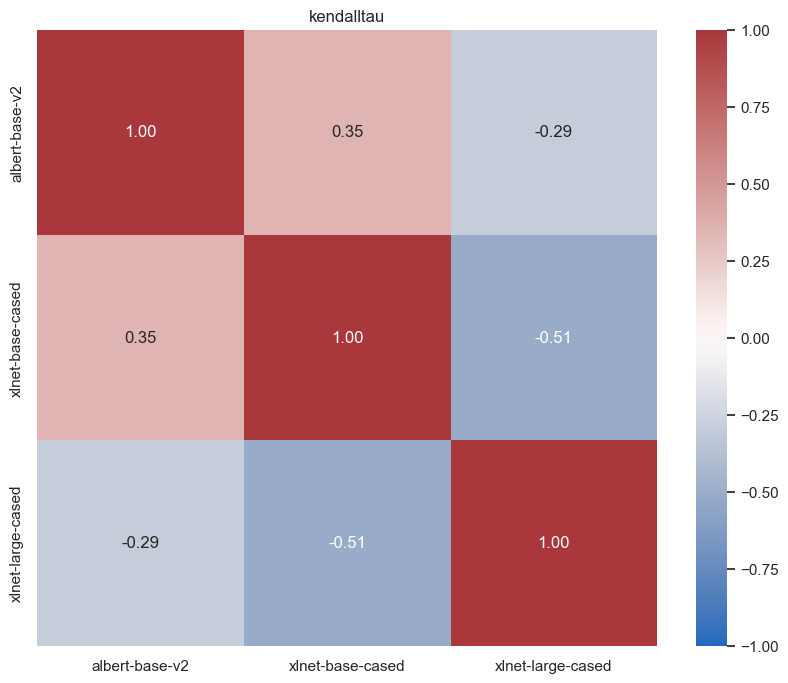 kendalltau
albert-base-v2
1.00
0.35
-0.29
xlnet-base-cased
0.35
1.00
-0.51
xlnet-large-cased
-0.29
-0.51
1.00
albert-base-v2
xlnet-base-cased
xlnet-large-cased
1.00
0.75
0.50
0.25
0.00
−0.25
−0.50
−0.75
−1.00